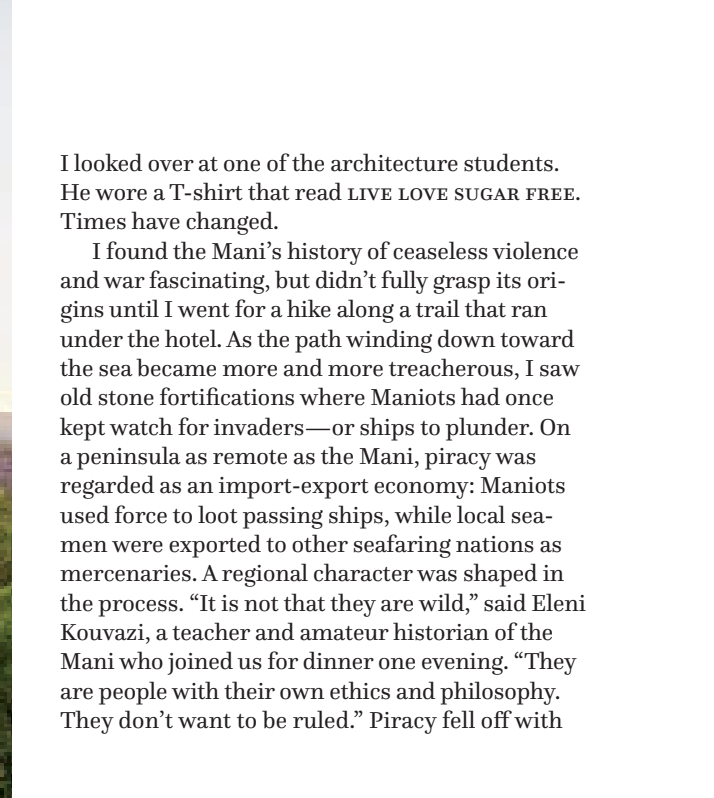 I looked over at one of the architecture students.
He wore a T-shirt that read LIVE LOVE SUGAR FREE.
Times have changed.
I found the Mani’s history of ceaseless violence
and war fascinating, but didn’t fully grasp its ori-
gins until I went for a hike along a trail that ran
under the hotel. As the path winding down toward
the sea became more and more treacherous, I saw
old stone fortifications where Maniots had once
kept watch for invaders—or ships to plunder. On
a peninsula as remote as the Mani, piracy was
regarded as an import-export economy: Maniots
used force to loot passing ships, while local sea-
men were exported to other seafaring nations as
mercenaries. A regional character was shaped in
the process. “It is not that they are wild,” said Eleni
Kouvazi, a teacher and amateur historian of the
Mani who joined us for dinner one evening. “They
are people with their own ethics and philosophy.
They don’t want to be ruled.” Piracy fell off with